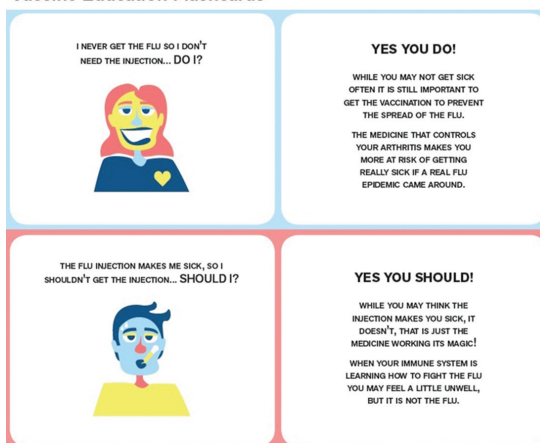 I NEVER GET THE FLU SO I DON'T
NEED THE INJECTION... DO I?
YES YOU DO!
WHILE YOU MAY NOT GET SICK
OFTEN IT IS STILL IMPORTANT TO
GET THE VACCINATION TO PREVENT
THE SPREAD OF THE FLU.
THE MEDICINE THAT CONTROLS
YOUR ARTHRITIS MAKES YOU
MORE AT RISK OF GETTING
REALLY SICK IF A REAL FLU
EPIDEMIC CAME AROUND.
THE FLU INJECTION MAKES ME SICK, SO I
SHOULDN'T GET THE INJECTION... SHOULD I?
YES YOU SHOULD!
WHILE YOU MAY THINK THE
INJECTION MAKES YOU SICK, IT
DOESN'T, THAT IS JUST THE
MEDICINE WORKING ITS MAGIC!
WHEN YOUR IMMUNE SYSTEM IS
LEARNING HOW TO FIGHT THE FLU
YOU MAY FEEL A LITTLE UNWELL,
BUT IT IS NOT THE FLU.